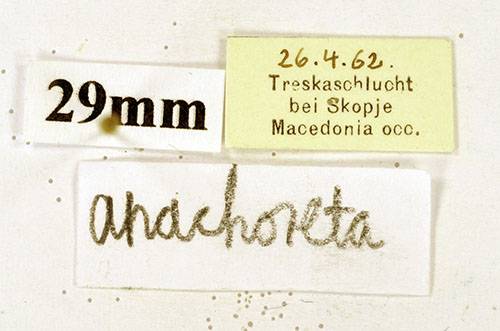 29mm
26.4.62.
Treskaschlucht
bei Skopje
Macedonia occ.
anachoreta